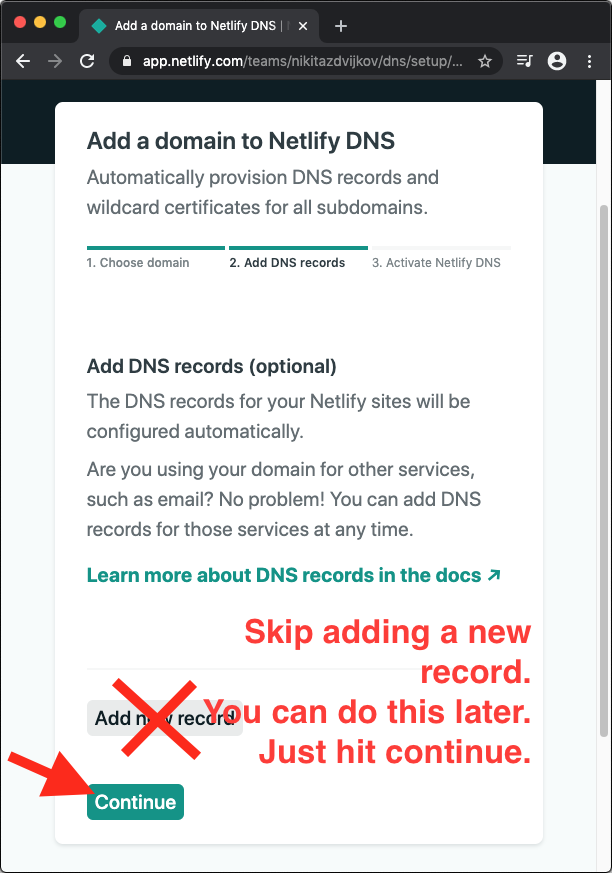 Add a domain to Netlify DNS |
app.netlify.com/teams/nikitazdvijkov/dns/setup/...
Add a domain to Netlify DNS
Automatically provision DNS records and
wildcard certificates for all subdomains.
1. Choose domain
2. Add DNS records
3. Activate Netlify DNS
Add DNS records (optional)
The DNS records for your Netlify sites will be
configured automatically.
Are you using your domain for other services,
such as email? No problem! You can add DNS
records for those services at any time.
Learn more about DNS records in the docs ↗
Skip adding a new
record.
You can do this later.
Just hit continue.
Add new record
Continue